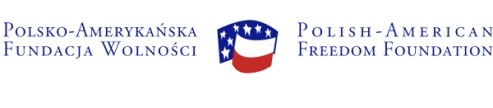 POLSKO-AMERYKAŃSKA
FUNDACJA WOLNOŚCI
POLISH-AMERICAN
FREEDOM FOUNDATION